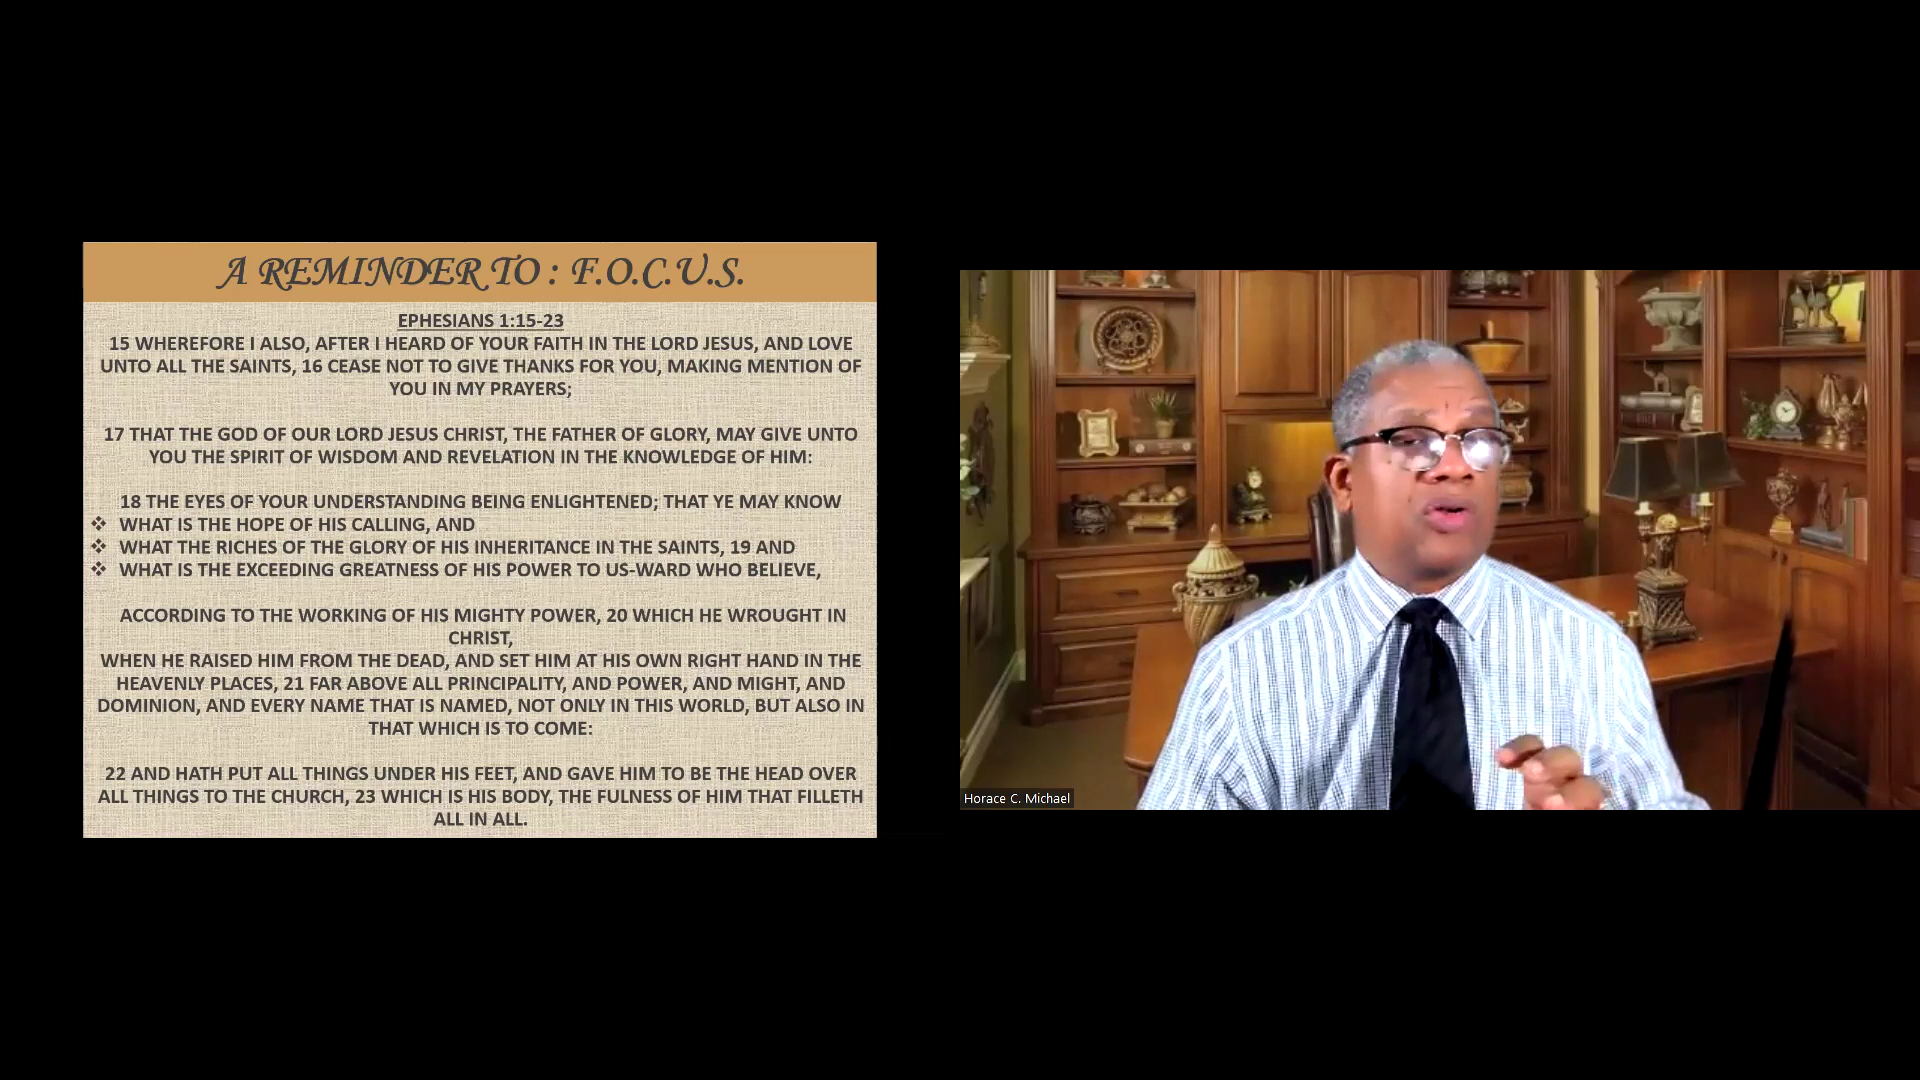 A REMINDER TO : F.O.C.U.S.
EPHESIANS 1:15-23
15 WHEREFORE I ALSO, AFTER I HEARD OF YOUR FAITH IN THE LORD JESUS, AND LOVE
UNTO ALL THE SAINTS, 16 CEASE NOT TO GIVE THANKS FOR YOU, MAKING MENTION OF
YOU IN MY PRAYERS;
17 THAT THE GOD OF OUR LORD JESUS CHRIST, THE FATHER OF GLORY, MAY GIVE UNTO
YOU THE SPIRIT OF WISDOM AND REVELATION IN THE KNOWLEDGE OF HIM:
18 THE EYES OF YOUR UNDERSTANDING BEING ENLIGHTENED; THAT YE MAY KNOW
❖ WHAT IS THE HOPE OF HIS CALLING, AND
❖ WHAT THE RICHES OF THE GLORY OF HIS INHERITANCE IN THE SAINTS, 19 AND
❖ WHAT IS THE EXCEEDING GREATNESS OF HIS POWER TO US-WARD WHO BELIEVE,
ACCORDING TO THE WORKING OF HIS MIGHTY POWER, 20 WHICH HE WROUGHT IN
CHRIST,
WHEN HE RAISED HIM FROM THE DEAD, AND SET HIM AT HIS OWN RIGHT HAND IN THE
HEAVENLY PLACES, 21 FAR ABOVE ALL PRINCIPALITY, AND POWER, AND MIGHT, AND
DOMINION, AND EVERY NAME THAT IS NAMED, NOT ONLY IN THIS WORLD, BUT ALSO IN
THAT WHICH IS TO COME:
22 AND HATH PUT ALL THINGS UNDER HIS FEET, AND GAVE HIM TO BE THE HEAD OVER
ALL THINGS TO THE CHURCH, 23 WHICH IS HIS BODY, THE FULNESS OF HIM THAT FILLETH
ALL IN ALL.
Horace C. Michael